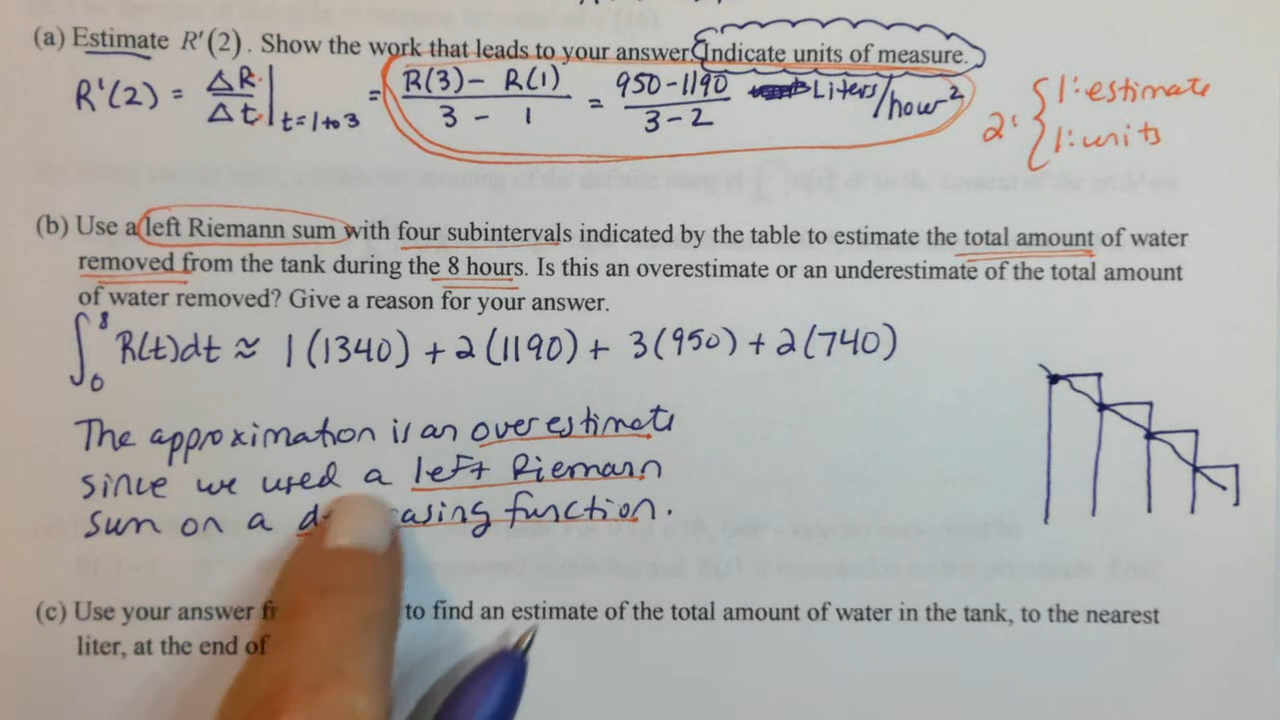 (a) Estimate R'(2). Show the work that leads to your answer. Indicate units of measure.
R'(2) = ΔR/Δt | t=1 to 3 = R(3) - R(1) / 3 - 1 = 950-1190 / 3-2 Liters/hour²
2: { 1: estimate
1: units
(b) Use a left Riemann sum with four subintervals indicated by the table to estimate the total amount of water
removed from the tank during the 8 hours. Is this an overestimate or an underestimate of the total amount
of water removed? Give a reason for your answer.
∫₀⁸ R(t)dt ≈ 1(1340) + 2(1190) + 3(950) + 2(740)
The approximation is an overestimate
since we used a left Riemann
sum on a d asing function.
(c) Use your answer fr to find an estimate of the total amount of water in the tank, to the nearest
liter, at the end of